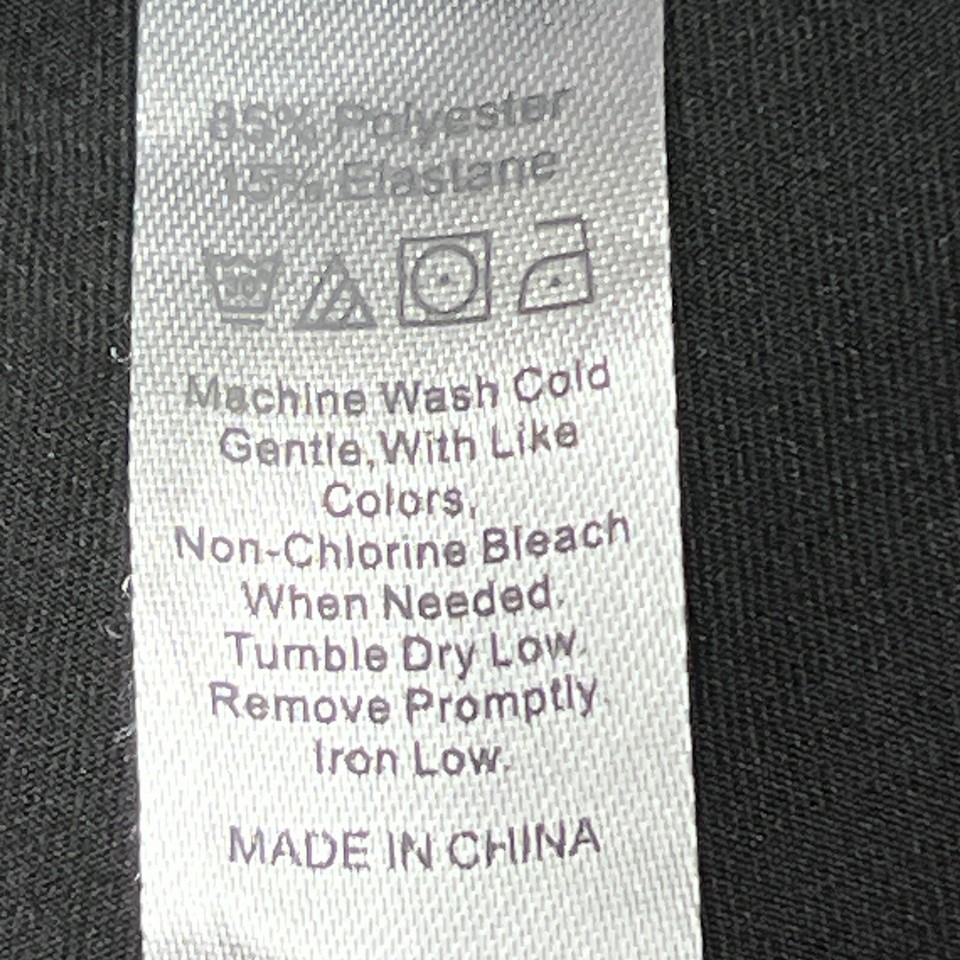 85% Polyester
15% Elastane
30
Machine Wash Cold
Gentle,With Like
Colors,
Non-Chlorine Bleach
When Needed,
Tumble Dry Low.
Remove Promptly.
Iron Low.
MADE IN CHINA